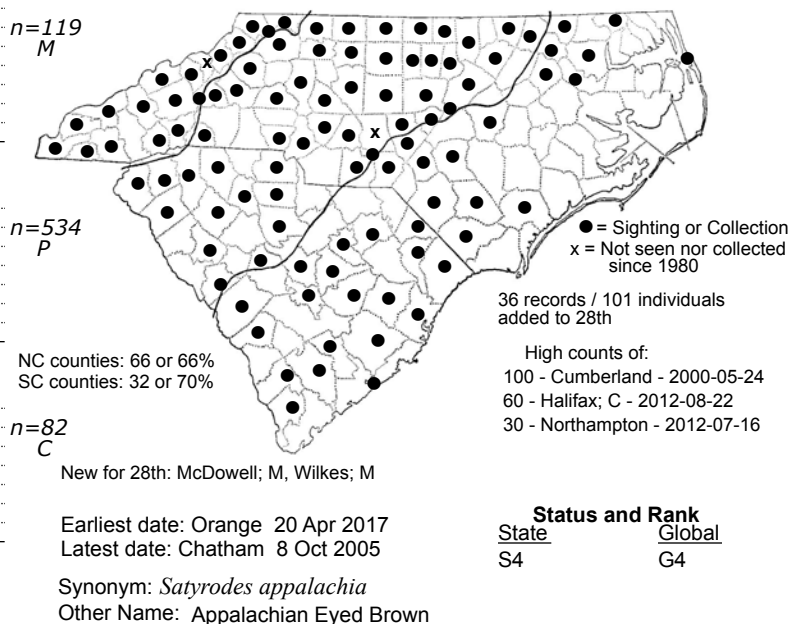 n=119
M
n=534
P
n=82
C
● = Sighting or Collection
x = Not seen nor collected
since 1980
36 records / 101 individuals
added to 28th
NC counties: 66 or 66%
SC counties: 32 or 70%
High counts of:
100 - Cumberland - 2000-05-24
60 - Halifax; C - 2012-08-22
30 - Northampton - 2012-07-16
New for 28th: McDowell; M, Wilkes; M
Earliest date: Orange 20 Apr 2017
Latest date: Chatham 8 Oct 2005
Status and Rank
State Global
S4 G4
Synonym: Satyrodes appalachia
Other Name: Appalachian Eyed Brown